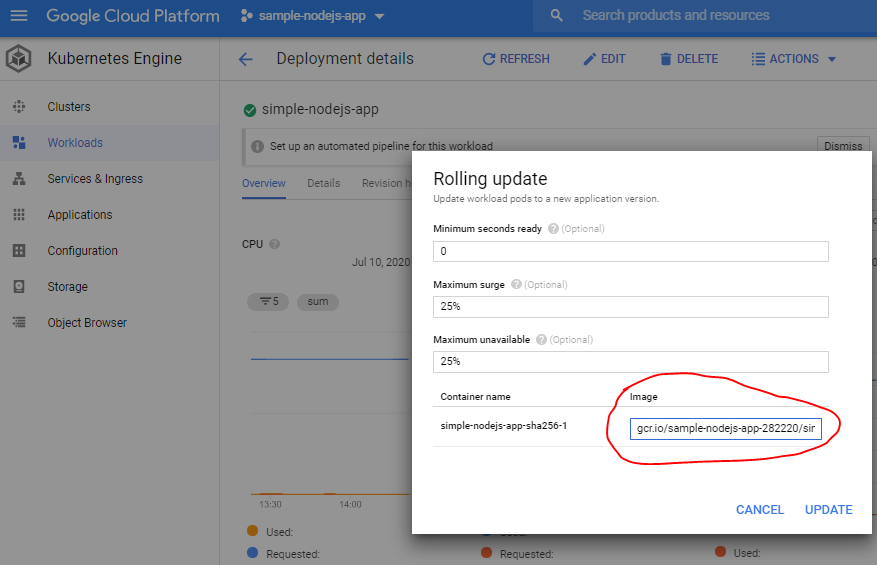 Google Cloud Platform
sample-nodejs-app
Search products and resources
Kubernetes Engine
Deployment details
REFRESH
EDIT
DELETE
ACTIONS
Clusters
Workloads
Services & Ingress
Applications
Configuration
Storage
Object Browser
simple-nodejs-app
Set up an automated pipeline for this workload
Dismiss
Overview
Details
Revision h
CPU
Jul 10, 2020
5
sum
13:30
14:00
Used:
Requested:
Requested:
Used:
Rolling update
Update workload pods to a new application version.
Minimum seconds ready (Optional)
0
Maximum surge (Optional)
25%
Maximum unavailable (Optional)
25%
Container name
Image
simple-nodejs-app-sha256-1
gcr.io/sample-nodejs-app-282220/sir
CANCEL
UPDATE